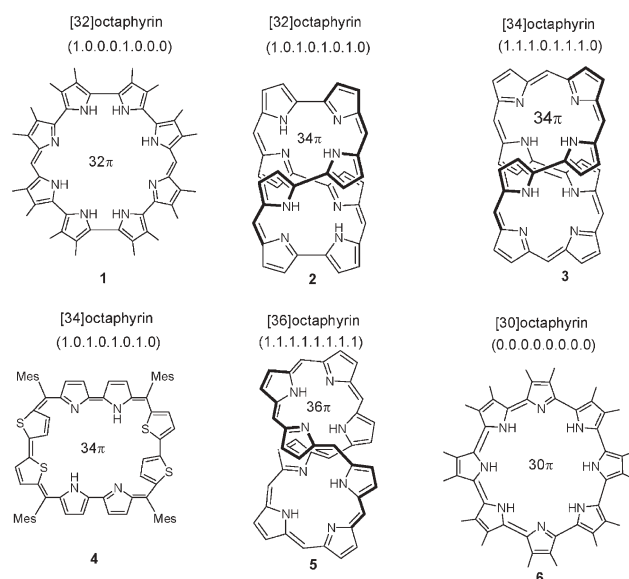 [32]octaphyrin
(1.0.0.0.1.0.0.0)
NH HN
N HN
32π
NH N
NH HN
1
[32]octaphyrin
(1.0.1.0.1.0.1.0)
N
H
N
34π
HN
N
N
NH
N
H
N
2
[34]octaphyrin
(1.1.1.0.1.1.1.0)
N HN
34π
HN
N
N
NH
N N
3
[34]octaphyrin
(1.0.1.0.1.0.1.0)
Mes Mes
N N
H
S S
34π
S S
H
N N
Mes Mes
4
[36]octaphyrin
(1.1.1.1.1.1.1.1)
N
36π
NH
HN
N
N
NH HN
N
5
[30]octaphyrin
(0.0.0.0.0.0.0.0)
N
NH HN
NH 30π HN
NH HN
N
6